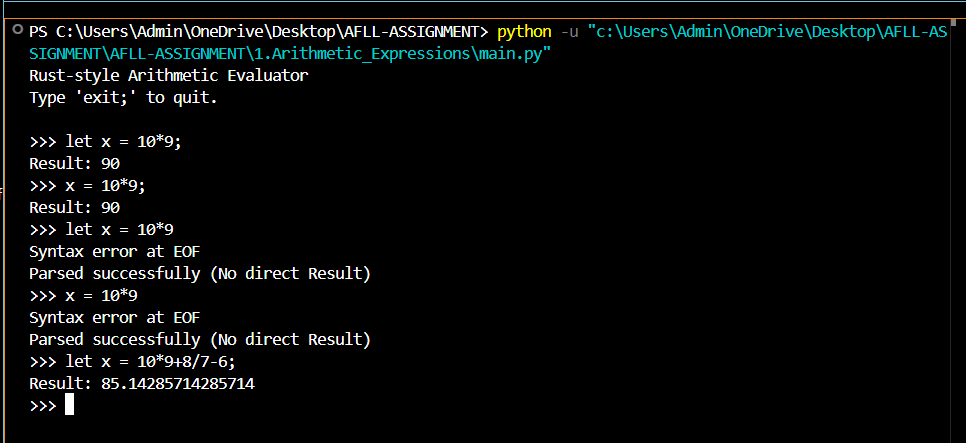 PS C:\Users\Admin\OneDrive\Desktop\AFLL-ASSIGNMENT> python -u "c:\Users\Admin\OneDrive\Desktop\AFLL-AS
SIGNMENT\AFLL-ASSIGNMENT\1.Arithmetic_Expressions\main.py"
Rust-style Arithmetic Evaluator
Type 'exit;' to quit.

>>> let x = 10*9;
Result: 90
>>> x = 10*9;
Result: 90
>>> let x = 10*9
Syntax error at EOF
Parsed successfully (No direct Result)
>>> x = 10*9
Syntax error at EOF
Parsed successfully (No direct Result)
>>> let x = 10*9+8/7-6;
Result: 85.14285714285714
>>>